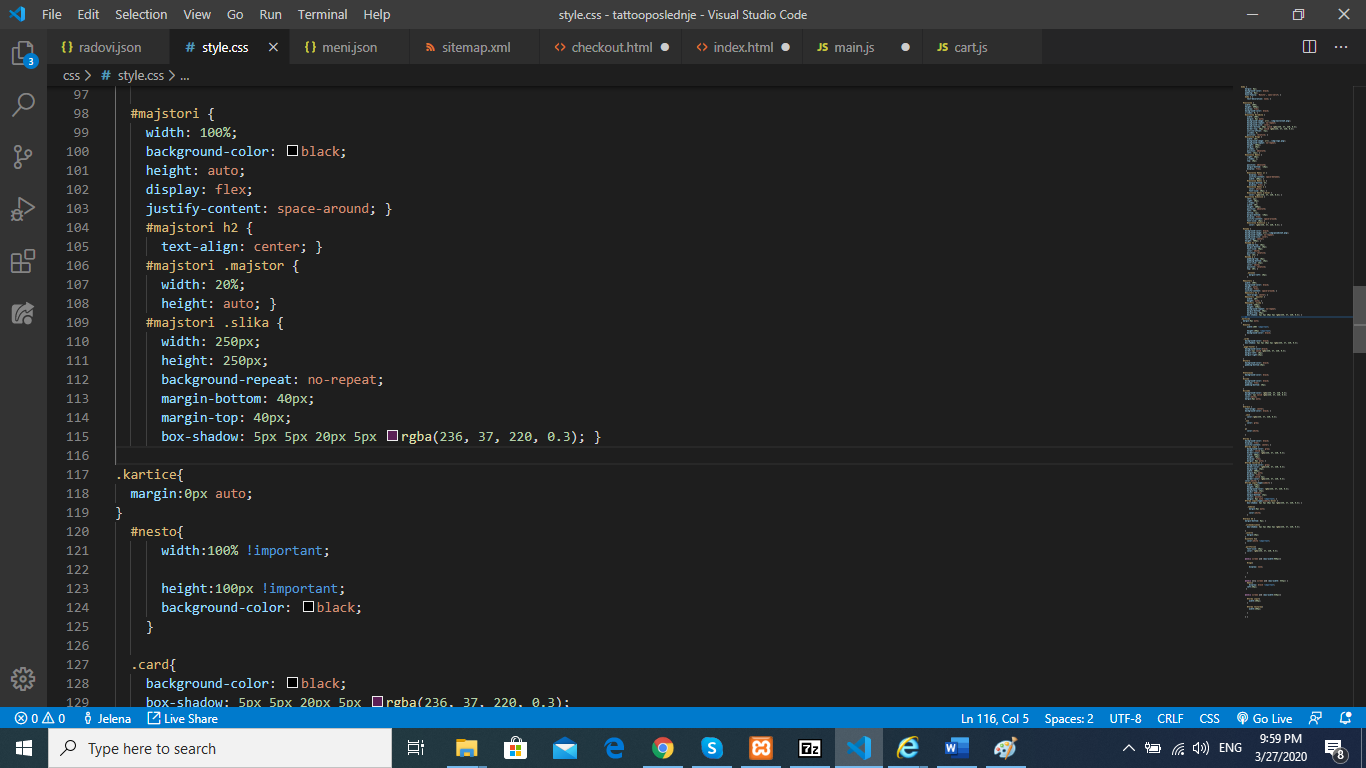 File Edit Selection View Go Run Terminal Help style.css - tattooposlednje - Visual Studio Code
{} radovi.json # style.css × {} meni.json sitemap.xml <> checkout.html ● <> index.html ● JS main.js ● JS cart.js ...
css > # style.css > ...
3
97
98 #majstori {
99 width: 100%;
100 background-color: black;
101 height: auto;
102 display: flex;
103 justify-content: space-around; }
104 #majstori h2 {
105 text-align: center; }
106 #majstori .majstor {
107 width: 20%;
108 height: auto; }
109 #majstori .slika {
110 width: 250px;
111 height: 250px;
112 background-repeat: no-repeat;
113 margin-bottom: 40px;
114 margin-top: 40px;
115 box-shadow: 5px 5px 20px 5px rgba(236, 37, 220, 0.3); }
116
117 .kartice{
118 margin:0px auto;
119 }
120 #nesto{
121 width:100% !important;
122
123 height:100px !important;
124 background-color: black;
125 }
126
127 .card{
128 background-color: black;
129 box-shadow: 5px 5px 20px 5px rgba(236, 37, 220, 0.3);
0 0 Jelena Live Share Ln 116, Col 5 Spaces: 2 UTF-8 CRLF CSS Go Live
Type here to search 7z ENG 9:59 PM
3/27/2020 8